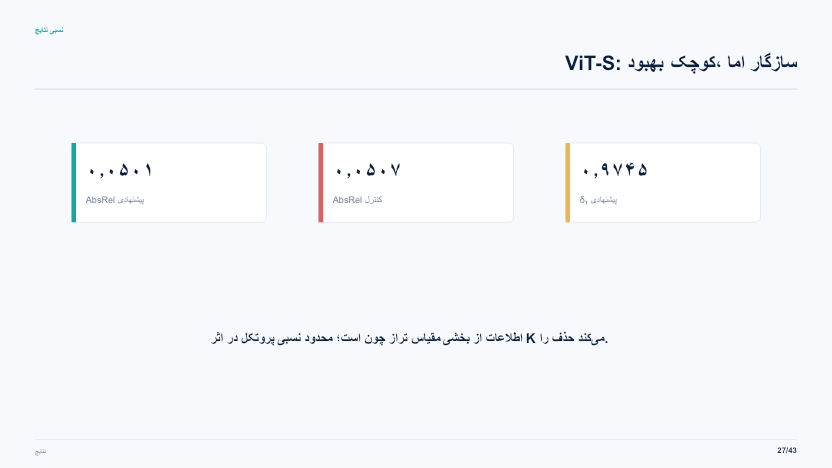 نسبی نتایج
سازگار اما ،کوچک بهبود :ViT-S
۰٫۰۵۰۱
AbsRel پیشنهادی
۰٫۰۵۰۷
AbsRel کنترل
۰٫۹۷۴۵
δ₁ پیشنهادی
.می‌کند حذف را K اطلاعات از بخشی مقیاس تراز چون است؛ محدود نسبی پروتکل در اثر
نتایج
27/43